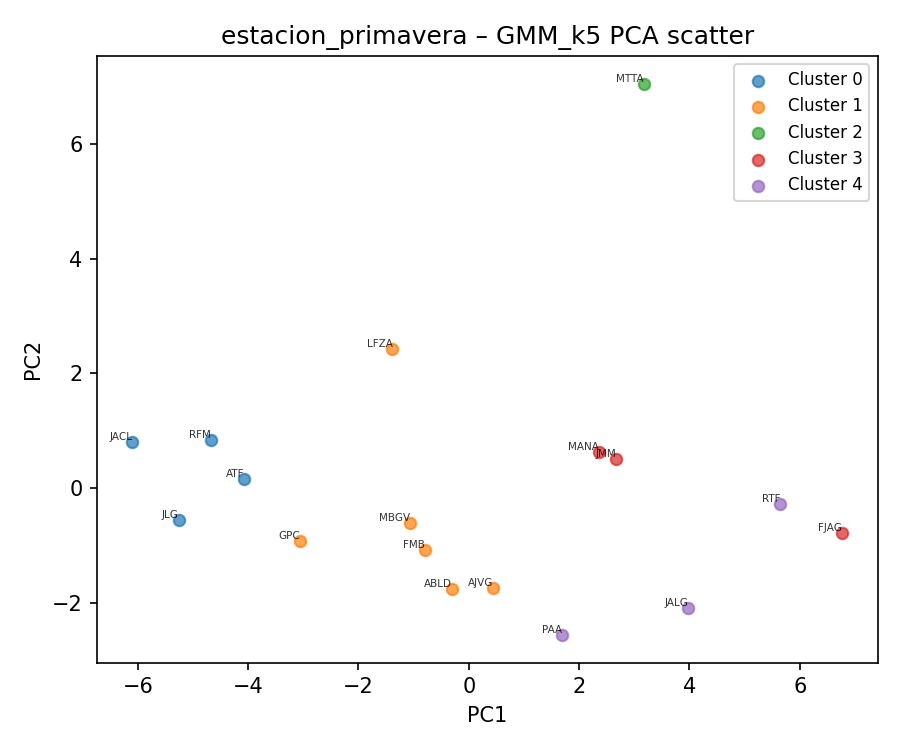 estacion_primavera – GMM_k5 PCA scatter
Cluster 0
Cluster 1
Cluster 2
Cluster 3
Cluster 4
MTTA
LFZA
JACL
RFM
ATF
JLG
GPC
MBGV
FMB
ABLD
AJVG
MANA
JMM
RTF
FJAG
JALG
PAA
6
4
2
0
−2
PC2
−6
−4
−2
0
2
4
6
PC1